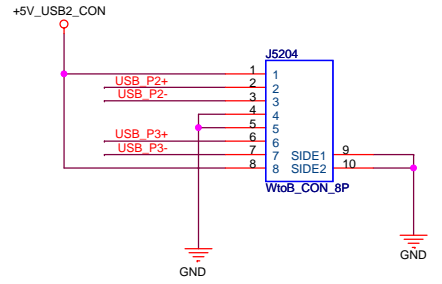 +5V_USB2_CON
J5204
1 1
USB_P2+ 2 2
USB_P2- 3 3
4 4
5 5
USB_P3+ 6 6
USB_P3- 7 7 SIDE1 9
8 8 SIDE2 10
WtoB_CON_8P
GND
GND